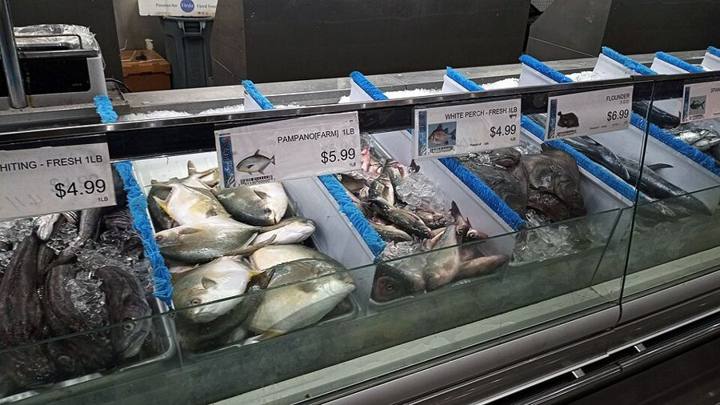 HITING - FRESH 1LB
$4.99
1LB
PAMPANO[FARM] 1LB
$5.99
WHITE PERCH - FRESH 1LB
$4.99
FLOUNDER
$6.99